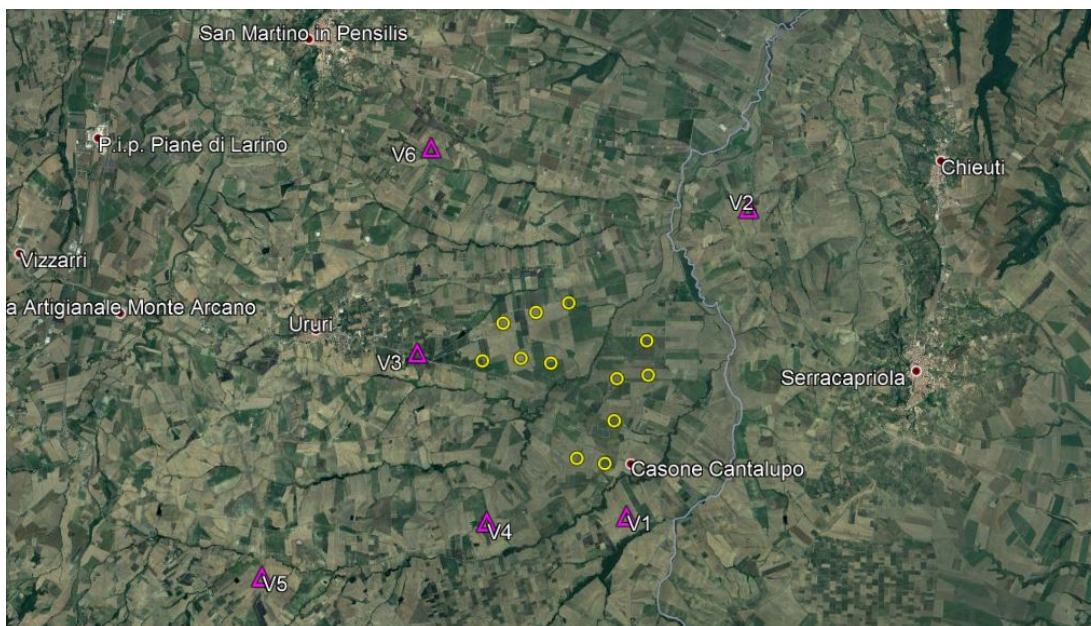 San Martino in Pensilis
P.i.p. Piane di Larino
V6
Chieuti
V2
Vizzarri
a Artigianale Monte Arcano
Ururi
V3
Serracapriola
Casone Cantalupo
V4
V1
V5